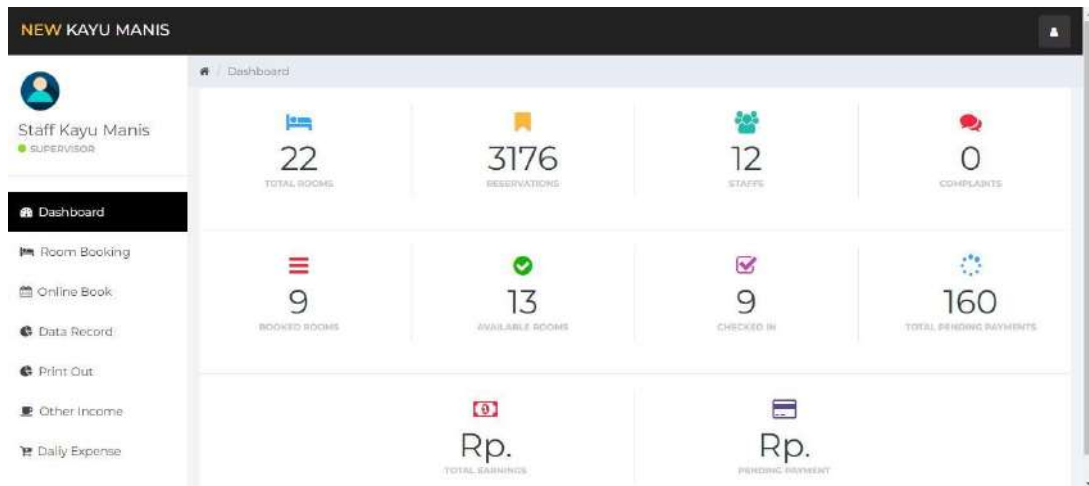 NEW KAYU MANIS
Dashboard
Staff Kayu Manis
SUPERVISOR
Dashboard
Room Booking
Online Book
Data Record
Print Out
Other Income
Daily Expense
22
TOTAL ROOMS
3176
RESERVATIONS
12
STAFFS
0
COMPLAINTS
9
BOOKED ROOMS
13
AVAILABLE ROOMS
9
CHECKED IN
160
TOTAL PENDING PAYMENTS
Rp.
TOTAL EARNINGS
Rp.
PENDING PAYMENT